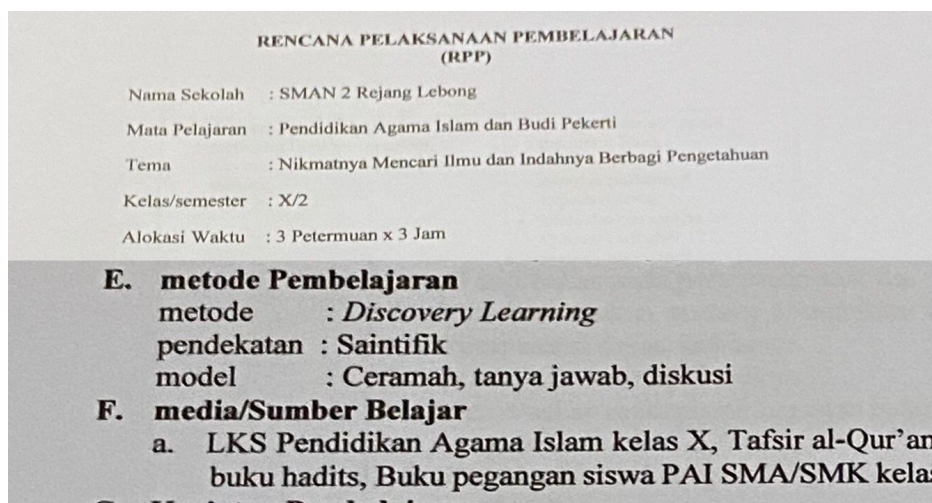 RENCANA PELAKSANAAN PEMBELAJARAN
(RPP)
Nama Sekolah : SMAN 2 Rejang Lebong
Mata Pelajaran : Pendidikan Agama Islam dan Budi Pekerti
Tema : Nikmatnya Mencari Ilmu dan Indahnya Berbagi Pengetahuan
Kelas/semester : X/2
Alokasi Waktu : 3 Petermuan x 3 Jam
E. metode Pembelajaran
metode : Discovery Learning
pendekatan : Saintifik
model : Ceramah, tanya jawab, diskusi
F. media/Sumber Belajar
a. LKS Pendidikan Agama Islam kelas X, Tafsir al-Qur’an
buku hadits, Buku pegangan siswa PAI SMA/SMK kelas